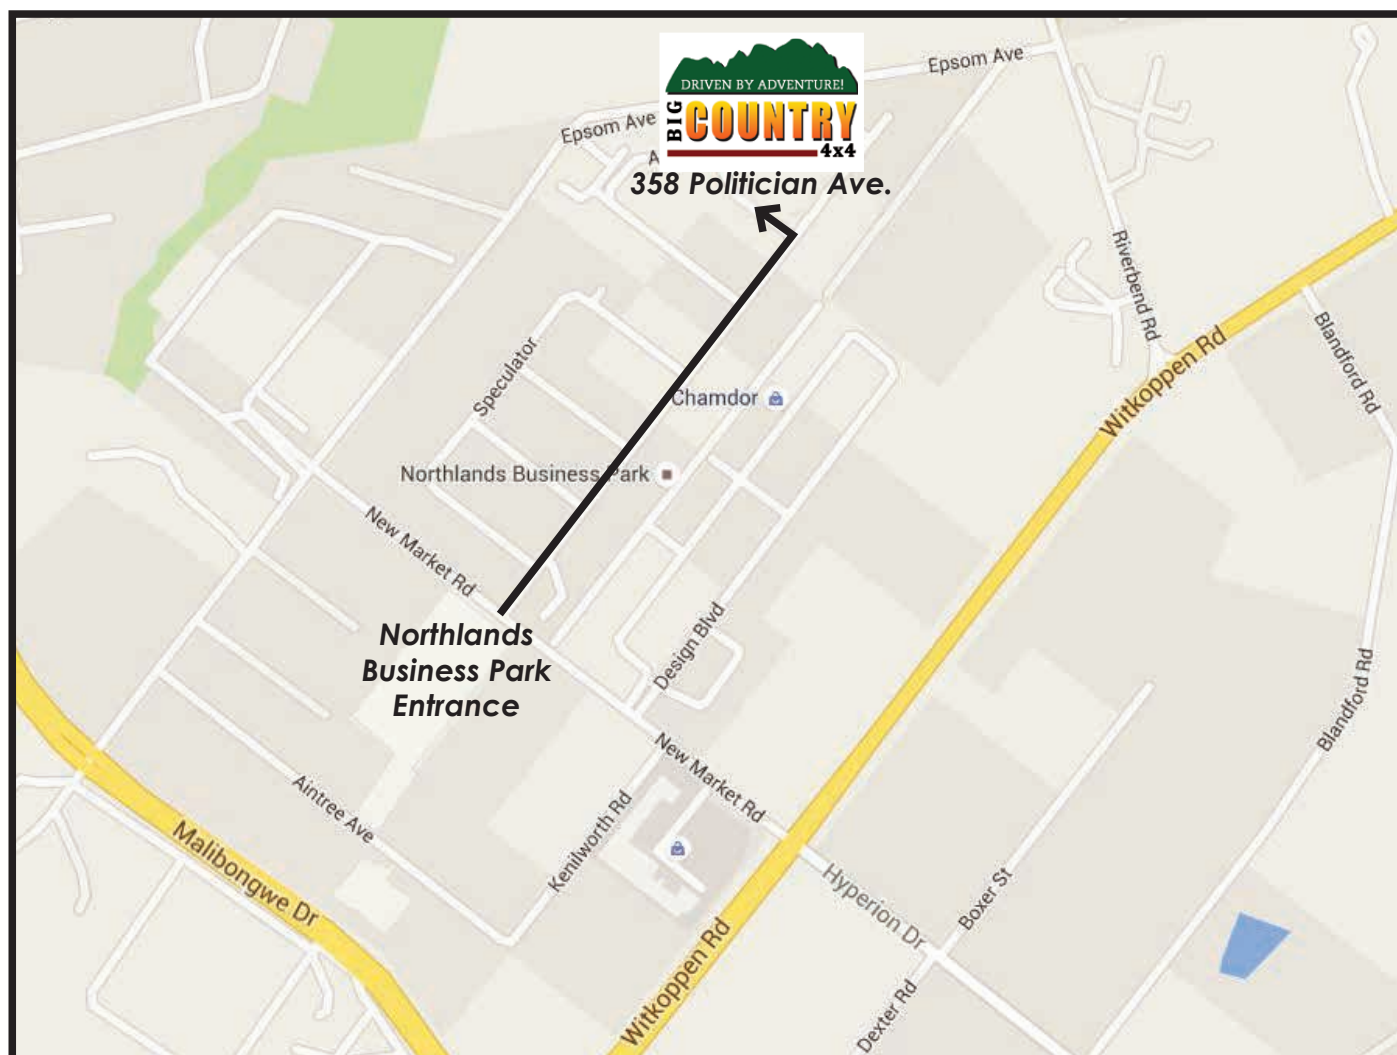 Epsom Ave
DRIVEN BY ADVENTURE!
BIG
COUNTRY
4x4
Epsom Ave
A
358 Politician Ave.
Riverbend Rd
Witkoppen Rd
Blandford Rd
Speculator
Chamdor
Northlands Business Park
New Market Rd
Northlands
Business Park
Entrance
Design Blvd
Blandford Rd
New Market Rd
Aintree Ave
Kenilworth Rd
Malibongwe Dr
Hyperion Dr
Boxer St
Witkoppen Rd
Dexter Rd